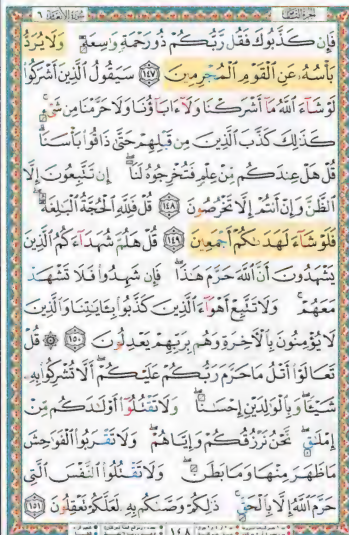 الجزء الثامن سورة الأنعام ٦
فَإِن كَذَّبُوكَ فَقُل رَّبُّكُمْ ذُو رَحْمَةٍ وَٰسِعَةٍ وَلَا يُرَدُّ
بَأْسُهُۥ عَنِ ٱلْقَوْمِ ٱلْمُجْرِمِينَ ١٤٧ سَيَقُولُ ٱلَّذِينَ أَشْرَكُوا۟
لَوْ شَآءَ ٱللَّهُ مَآ أَشْرَكْنَا وَلَآ ءَابَآؤُنَا وَلَا حَرَّمْنَا مِن شَىْءٍ
كَذَٰلِكَ كَذَّبَ ٱلَّذِينَ مِن قَبْلِهِمْ حَتَّىٰ ذَاقُوا۟ بَأْسَنَا
قُلْ هَلْ عِندَكُم مِّنْ عِلْمٍ فَتُخْرِجُوهُ لَنَآ إِن تَتَّبِعُونَ إِلَّا
ٱلظَّنَّ وَإِنْ أَنتُمْ إِلَّا تَخْرُصُونَ ١٤٨ قُلْ فَلِلَّهِ ٱلْحُجَّةُ ٱلْبَٰلِغَةُ
فَلَوْ شَآءَ لَهَدَىٰكُمْ أَجْمَعِينَ ١٤٩ قُلْ هَلُمَّ شُهَدَآءَكُمُ ٱلَّذِينَ
يَشْهَدُونَ أَنَّ ٱللَّهَ حَرَّمَ هَٰذَا فَإِن شَهِدُوا۟ فَلَا تَشْهَدْ
مَعَهُمْ وَلَا تَتَّبِعْ أَهْوَآءَ ٱلَّذِينَ كَذَّبُوا۟ بِـَٔايَٰتِنَا وَٱلَّذِينَ
لَا يُؤْمِنُونَ بِٱلْـَٔاخِرَةِ وَهُم بِرَبِّهِمْ يَعْدِلُونَ ١٥٠ ۞ قُلْ
تَعَالَوْا۟ أَتْلُ مَا حَرَّمَ رَبُّكُمْ عَلَيْكُمْ أَلَّا تُشْرِكُوا۟ بِهِۦ
شَيْـًٔا وَبِٱلْوَٰلِدَيْنِ إِحْسَٰنًا وَلَا تَقْتُلُوٓا۟ أَوْلَٰدَكُم مِّنْ
إِمْلَٰقٍ نَّحْنُ نَرْزُقُكُمْ وَإِيَّاهُمْ وَلَا تَقْرَبُوا۟ ٱلْفَوَٰحِشَ
مَا ظَهَرَ مِنْهَا وَمَا بَطَنَ وَلَا تَقْتُلُوا۟ ٱلنَّفْسَ ٱلَّتِى
حَرَّمَ ٱللَّهُ إِلَّا بِٱلْحَقِّ ذَٰلِكُمْ وَصَّىٰكُم بِهِۦ لَعَلَّكُمْ تَعْقِلُونَ ١٥١
١٤٨